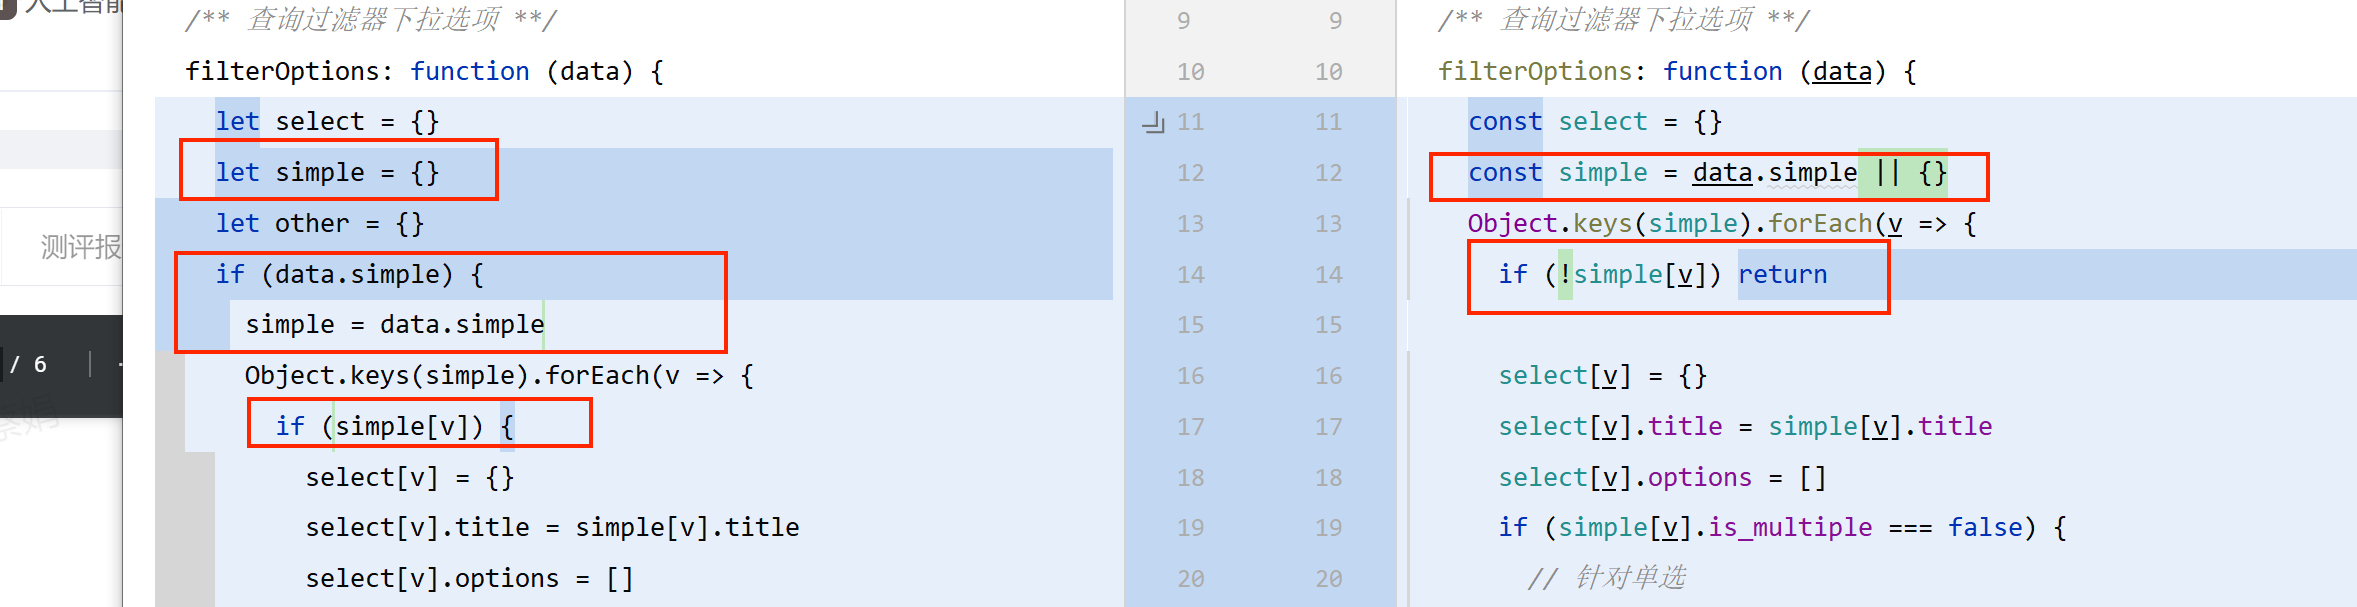 人工智能
测评报
/ 6
/** 查询过滤器下拉选项 **/
filterOptions: function (data) {
let select = {}
let simple = {}
let other = {}
if (data.simple) {
simple = data.simple
Object.keys(simple).forEach(v => {
if (simple[v]) {
select[v] = {}
select[v].title = simple[v].title
select[v].options = []
9 9
10 10
11 11
12 12
13 13
14 14
15 15
16 16
17 17
18 18
19 19
20 20
/** 查询过滤器下拉选项 **/
filterOptions: function (data) {
const select = {}
const simple = data.simple || {}
Object.keys(simple).forEach(v => {
if (!simple[v]) return
select[v] = {}
select[v].title = simple[v].title
select[v].options = []
if (simple[v].is_multiple === false) {
// 针对单选